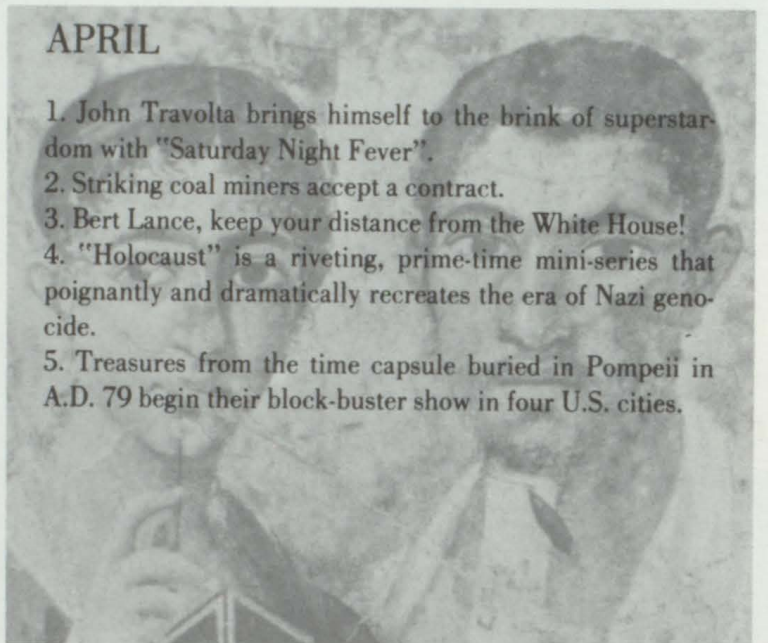 APRIL
1. John Travolta brings himself to the brink of superstar-
dom with "Saturday Night Fever".
2. Striking coal miners accept a contract.
3. Bert Lance, keep your distance from the White House!
4. "Holocaust" is a riveting, prime-time mini-series that
poignantly and dramatically recreates the era of Nazi geno-
cide.
5. Treasures from the time capsule buried in Pompeii in
A.D. 79 begin their block-buster show in four U.S. cities.